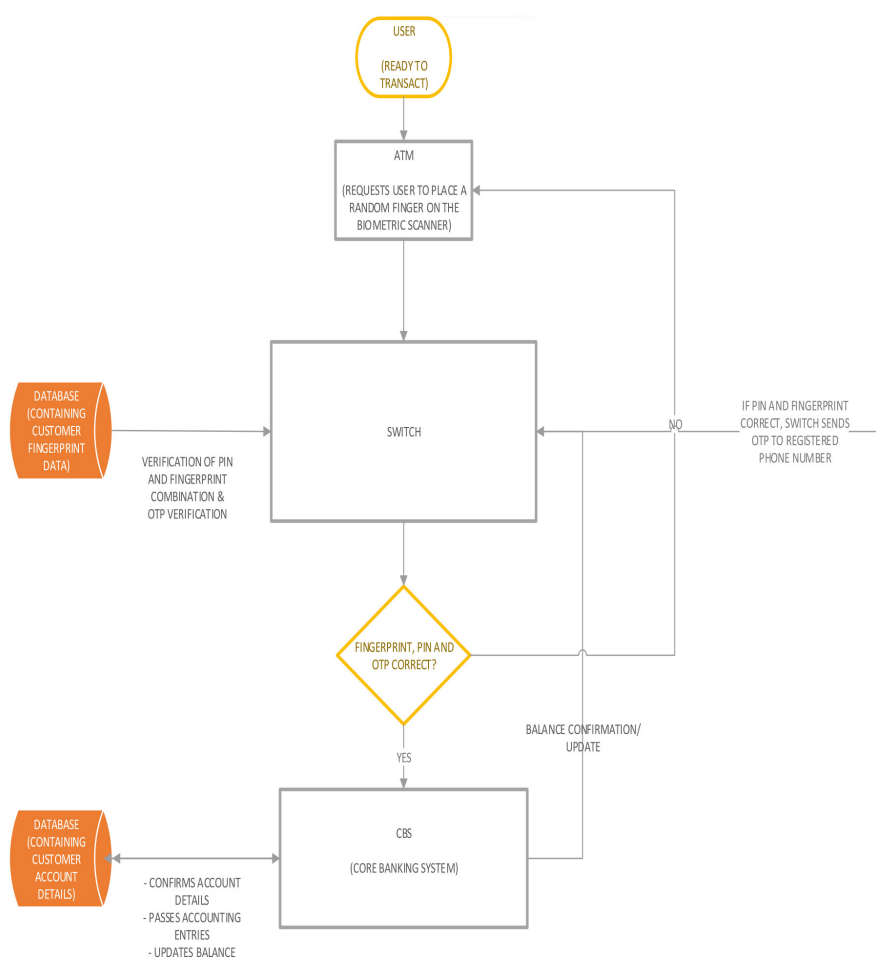 USER
(READY TO
TRANSACT)
ATM
(REQUESTS USER TO PLACE A
RANDOM FINGER ON THE
BIOMETRIC SCANNER)
DATABASE
(CONTAINING
CUSTOMER
FINGERPRINT
DATA)
VERIFICATION OF PIN
AND FINGERPRINT
COMBINATION &
OTP VERIFICATION
SWITCH
NO
IF PIN AND FINGERPRINT
CORRECT, SWITCH SENDS
OTP TO REGISTERED
PHONE NUMBER
FINGERPRINT, PIN AND
OTP CORRECT?
YES
BALANCE CONFIRMATION/
UPDATE
DATABASE
(CONTAINING
CUSTOMER
ACCOUNT
DETAILS)
- CONFIRMS ACCOUNT
DETAILS
- PASSES ACCOUNTING
ENTRIES
- UPDATES BALANCE
CBS
(CORE BANKING SYSTEM)